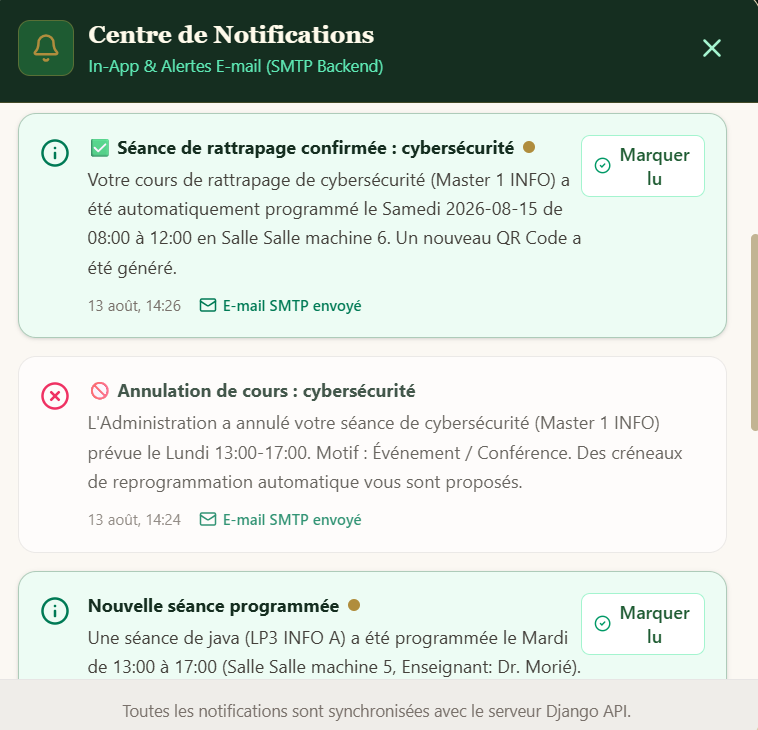 Centre de Notifications
In-App & Alertes E-mail (SMTP Backend)
✅ Séance de rattrapage confirmée : cybersécurité
Marquer
lu
Votre cours de rattrapage de cybersécurité (Master 1 INFO) a
été automatiquement programmé le Samedi 2026-08-15 de
08:00 à 12:00 en Salle Salle machine 6. Un nouveau QR Code a
été généré.
13 août, 14:26 E-mail SMTP envoyé
🚫 Annulation de cours : cybersécurité
L'Administration a annulé votre séance de cybersécurité (Master 1 INFO)
prévue le Lundi 13:00-17:00. Motif : Événement / Conférence. Des créneaux
de reprogrammation automatique vous sont proposés.
13 août, 14:24 E-mail SMTP envoyé
Nouvelle séance programmée
Marquer
lu
Une séance de java (LP3 INFO A) a été programmée le Mardi
de 13:00 à 17:00 (Salle Salle machine 5, Enseignant: Dr. Morié).
Toutes les notifications sont synchronisées avec le serveur Django API.